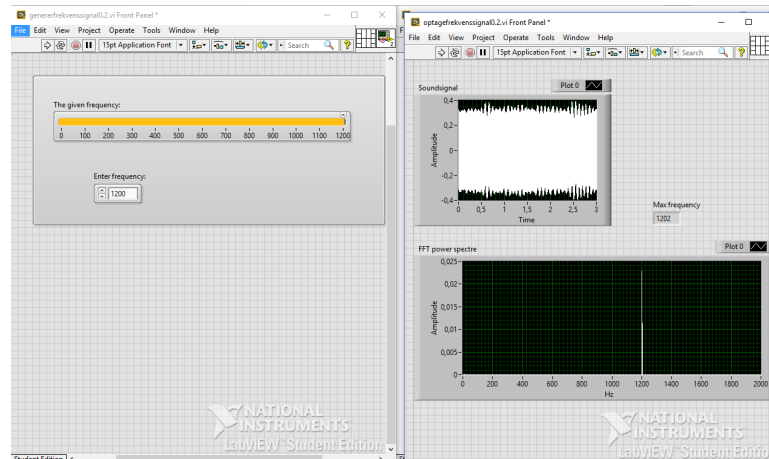 genererfrekvenssignal0.2.vi Front Panel *
File Edit View Project Operate Tools Window Help
15pt Application Font
Search
?
2
The given frequency:
0 100 200 300 400 500 600 700 800 900 1000 1100 1200
Enter frequency:
1200
NATIONAL
INSTRUMENTS
LabVIEW Student Edition
Student Edition
optagefrekvenssignal0.2.vi Front Panel *
File Edit View Project Operate Tools Window Help
15pt Application Font
Search
?
Soundsignal
Plot 0
Amplitude
0,4
0,2
0
-0,2
-0,4
0 0,5 1 1,5 2 2,5 3
Time
Max frequency
1202
FFT power spectre
Plot 0
Amplitude
0,025
0,02
0,015
0,01
0,005
0
0 200 400 600 800 1000 1200 1400 1600 1800 2000
Hz
NATIONAL
INSTRUMENTS
LabVIEW Student Editio